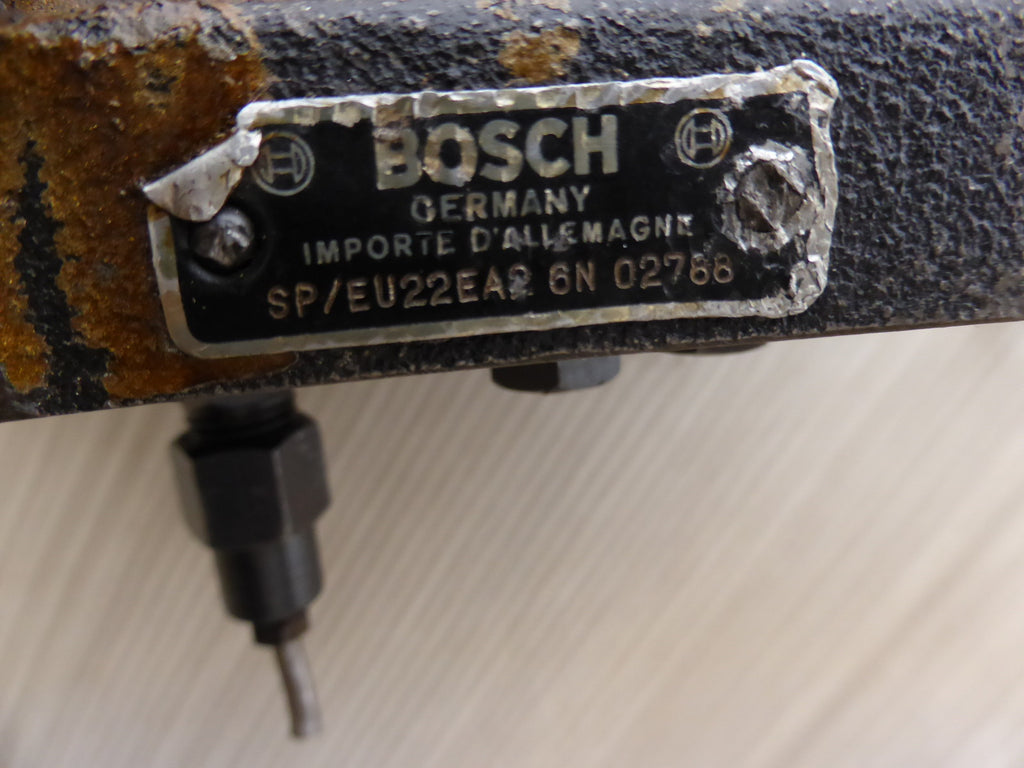 BOSCH
GERMANY
IMPORTE D'ALLEMAGNE
SP/EU22EA2 6N 02788